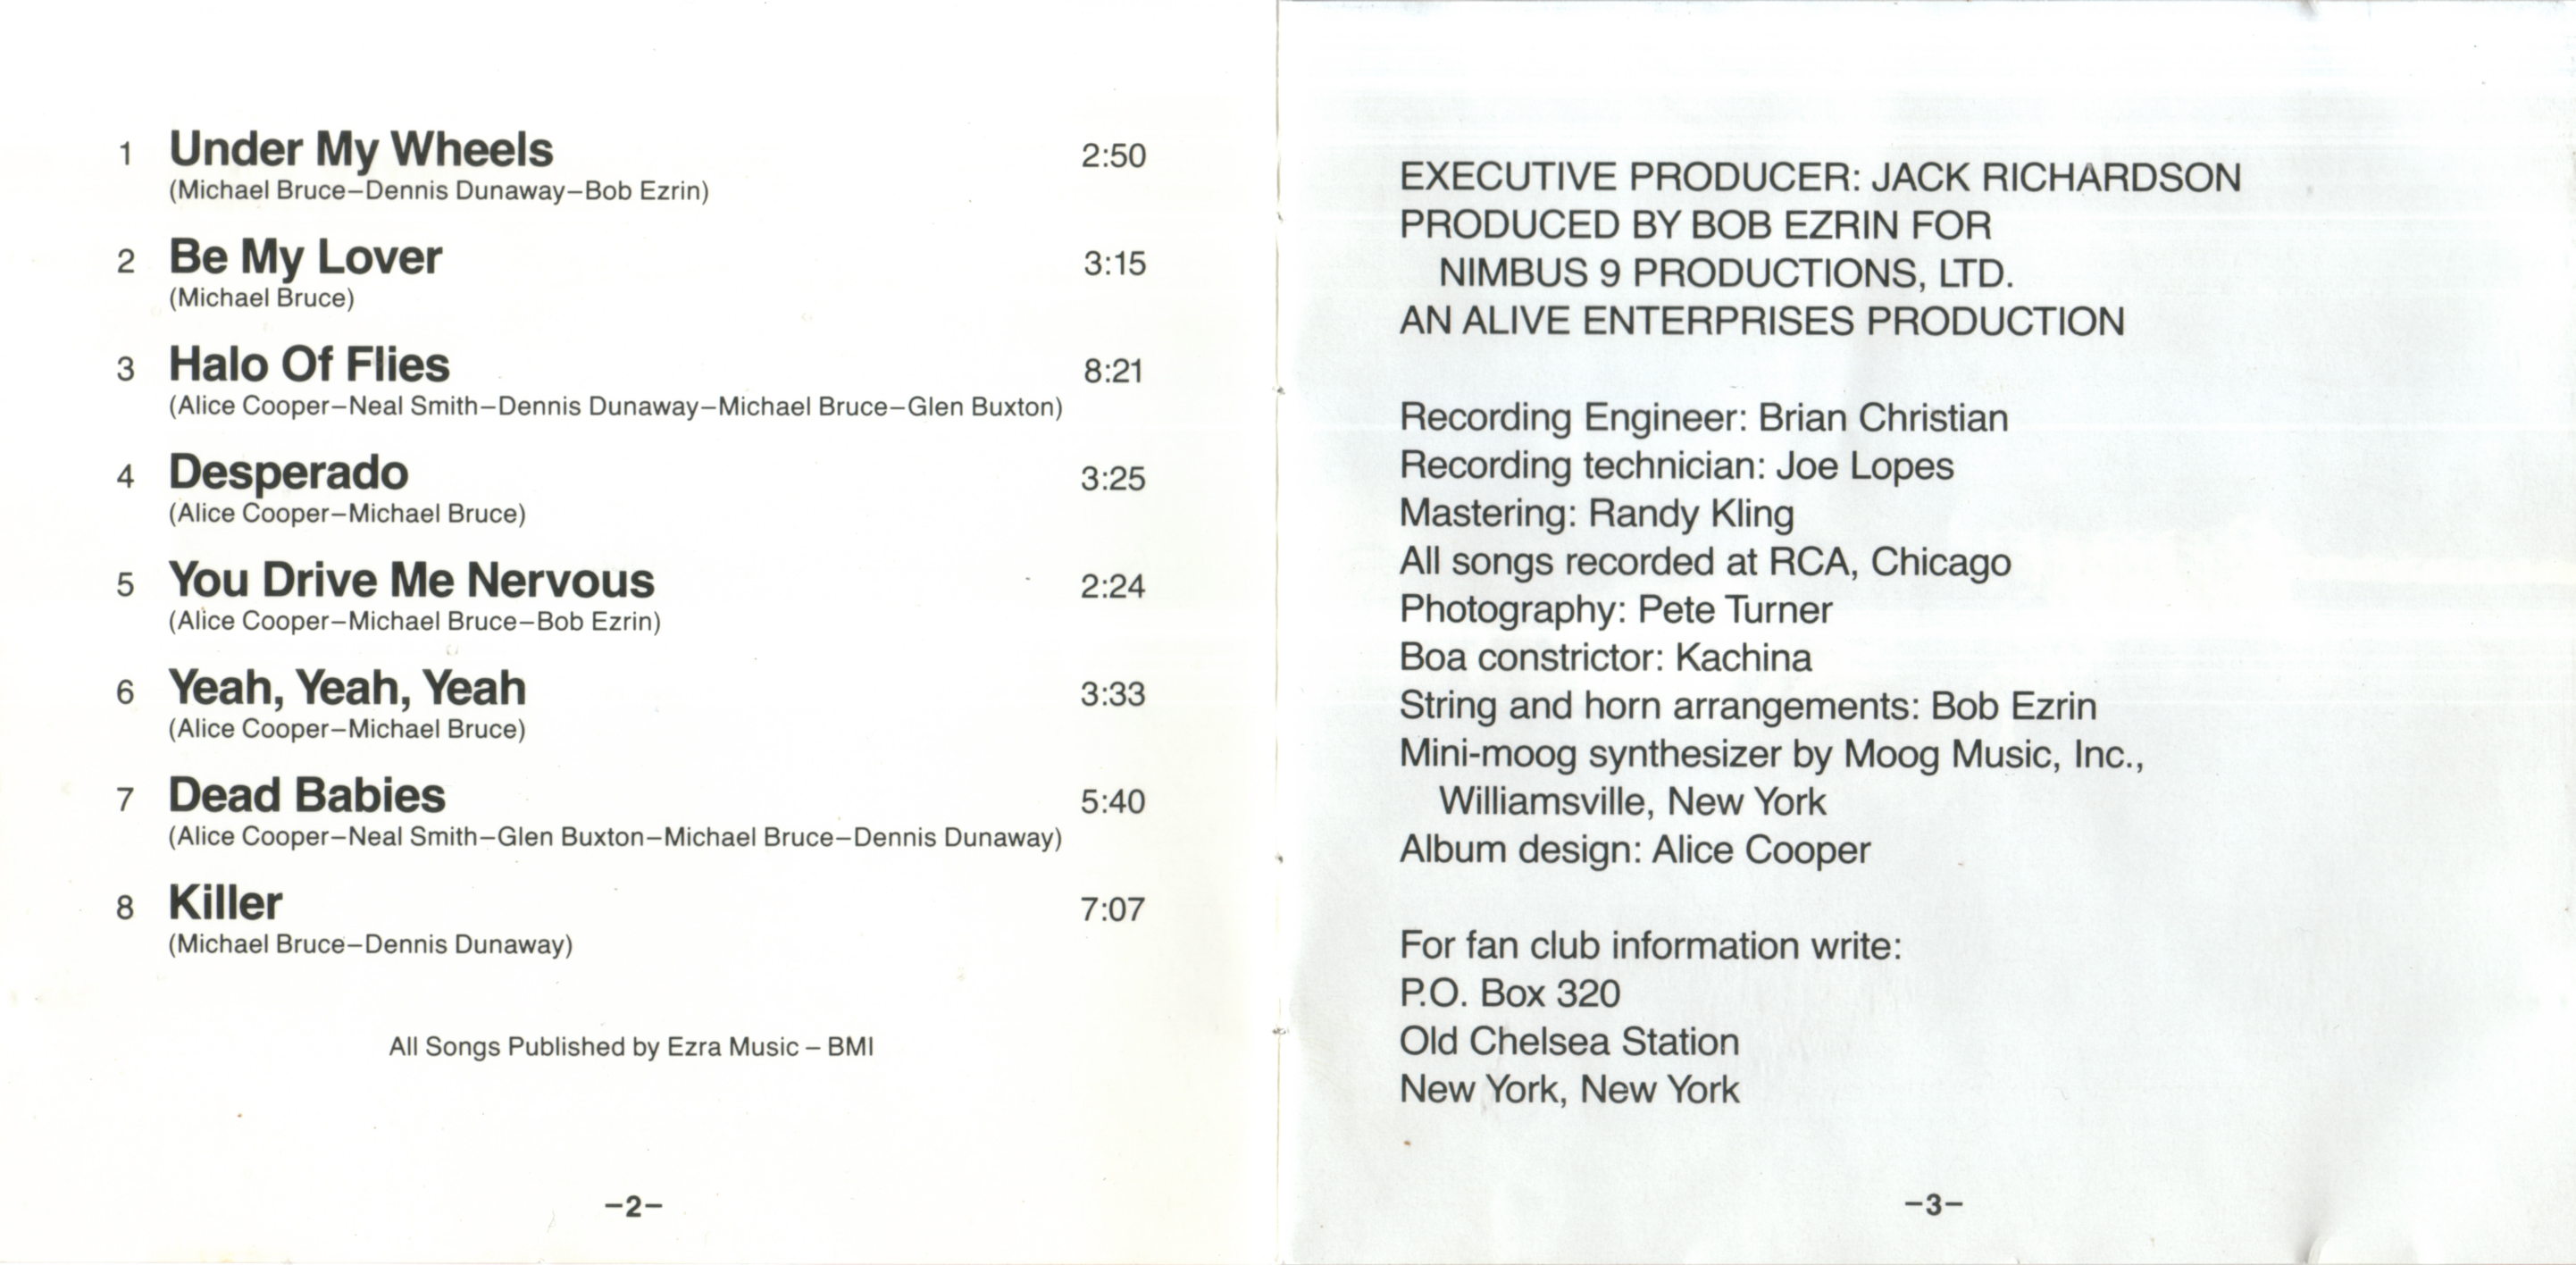 1 Under My Wheels 2:50
(Michael Bruce–Dennis Dunaway–Bob Ezrin)
2 Be My Lover 3:15
(Michael Bruce)
3 Halo Of Flies 8:21
(Alice Cooper–Neal Smith–Dennis Dunaway–Michael Bruce–Glen Buxton)
4 Desperado 3:25
(Alice Cooper–Michael Bruce)
5 You Drive Me Nervous 2:24
(Alice Cooper–Michael Bruce–Bob Ezrin)
6 Yeah, Yeah, Yeah 3:33
(Alice Cooper–Michael Bruce)
7 Dead Babies 5:40
(Alice Cooper–Neal Smith–Glen Buxton–Michael Bruce–Dennis Dunaway)
8 Killer 7:07
(Michael Bruce–Dennis Dunaway)
All Songs Published by Ezra Music – BMI
–2–
EXECUTIVE PRODUCER: JACK RICHARDSON
PRODUCED BY BOB EZRIN FOR
NIMBUS 9 PRODUCTIONS, LTD.
AN ALIVE ENTERPRISES PRODUCTION
Recording Engineer: Brian Christian
Recording technician: Joe Lopes
Mastering: Randy Kling
All songs recorded at RCA, Chicago
Photography: Pete Turner
Boa constrictor: Kachina
String and horn arrangements: Bob Ezrin
Mini-moog synthesizer by Moog Music, Inc.,
Williamsville, New York
Album design: Alice Cooper
For fan club information write:
P.O. Box 320
Old Chelsea Station
New York, New York
–3–